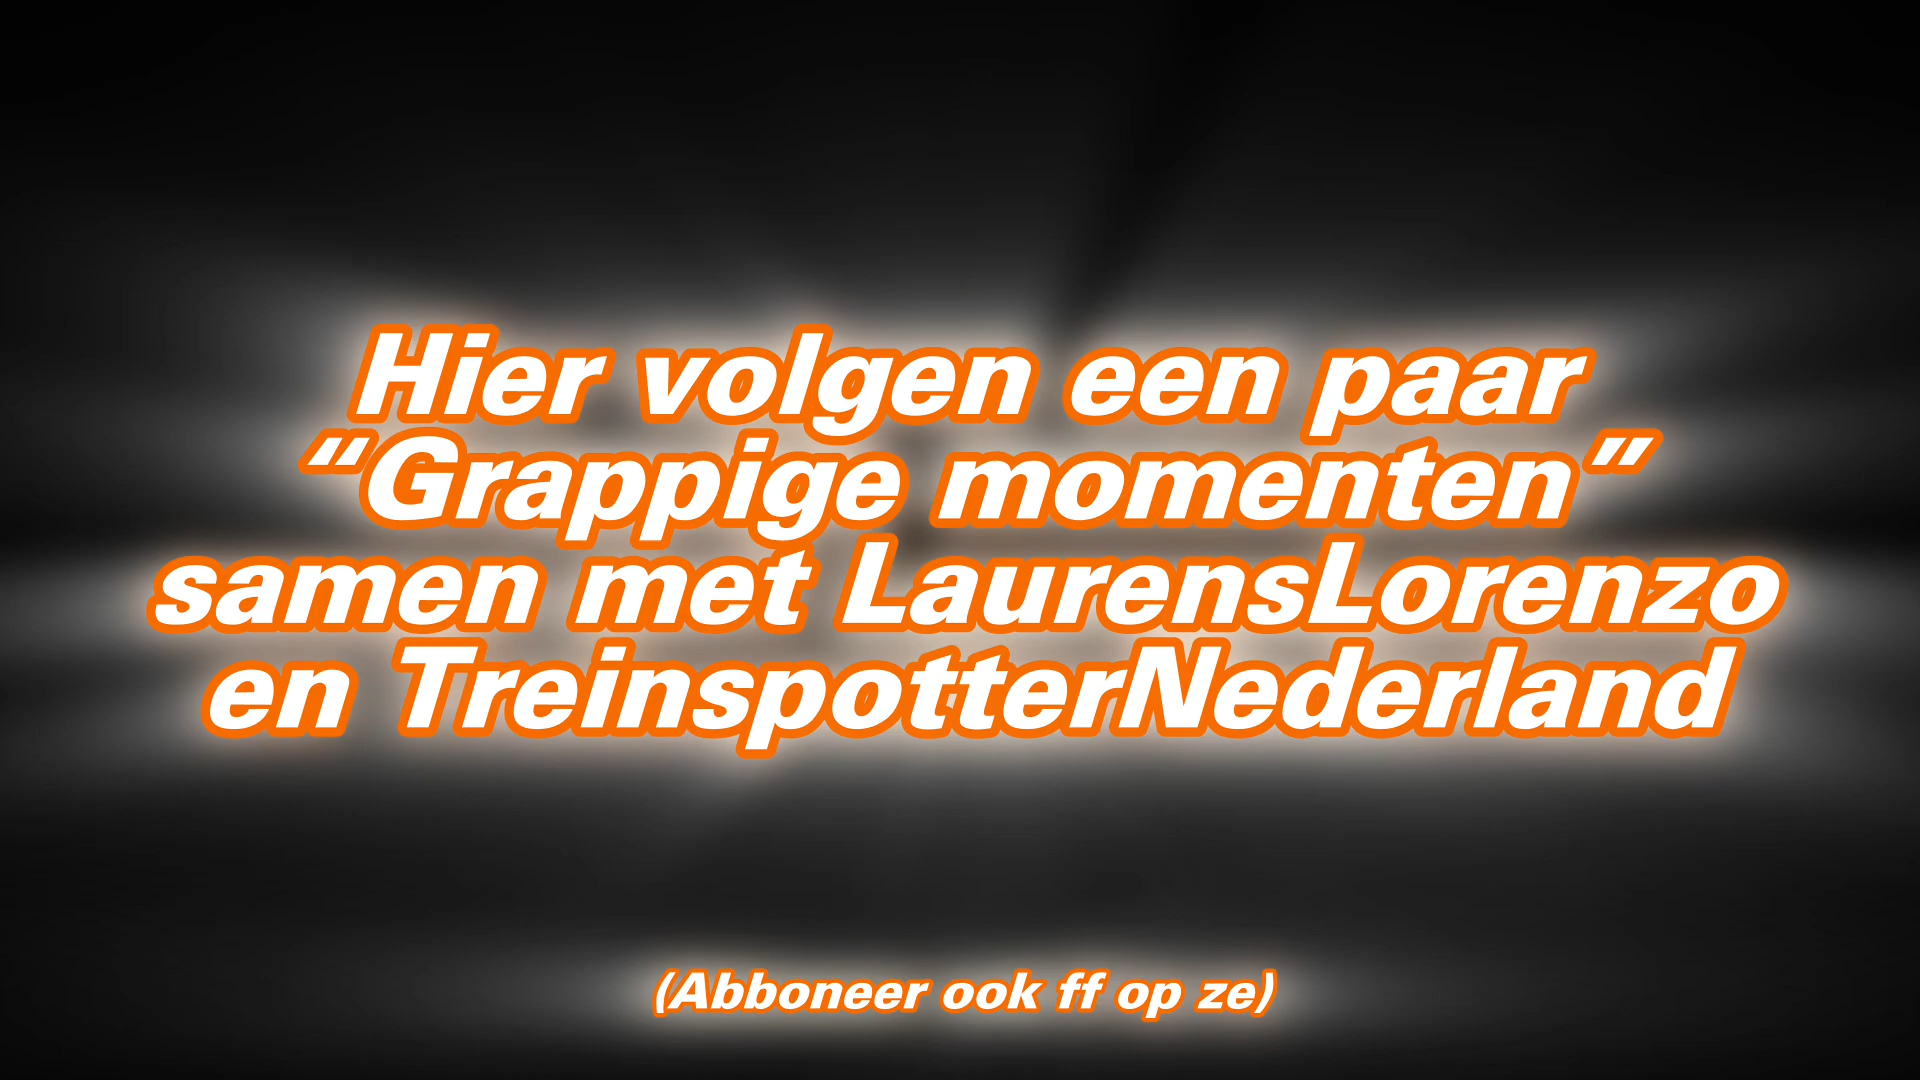 Hier volgen een paar
“Grappige momenten”
samen met LaurensLorenzo
en TreinspotterNederland
(Abboneer ook ff op ze)